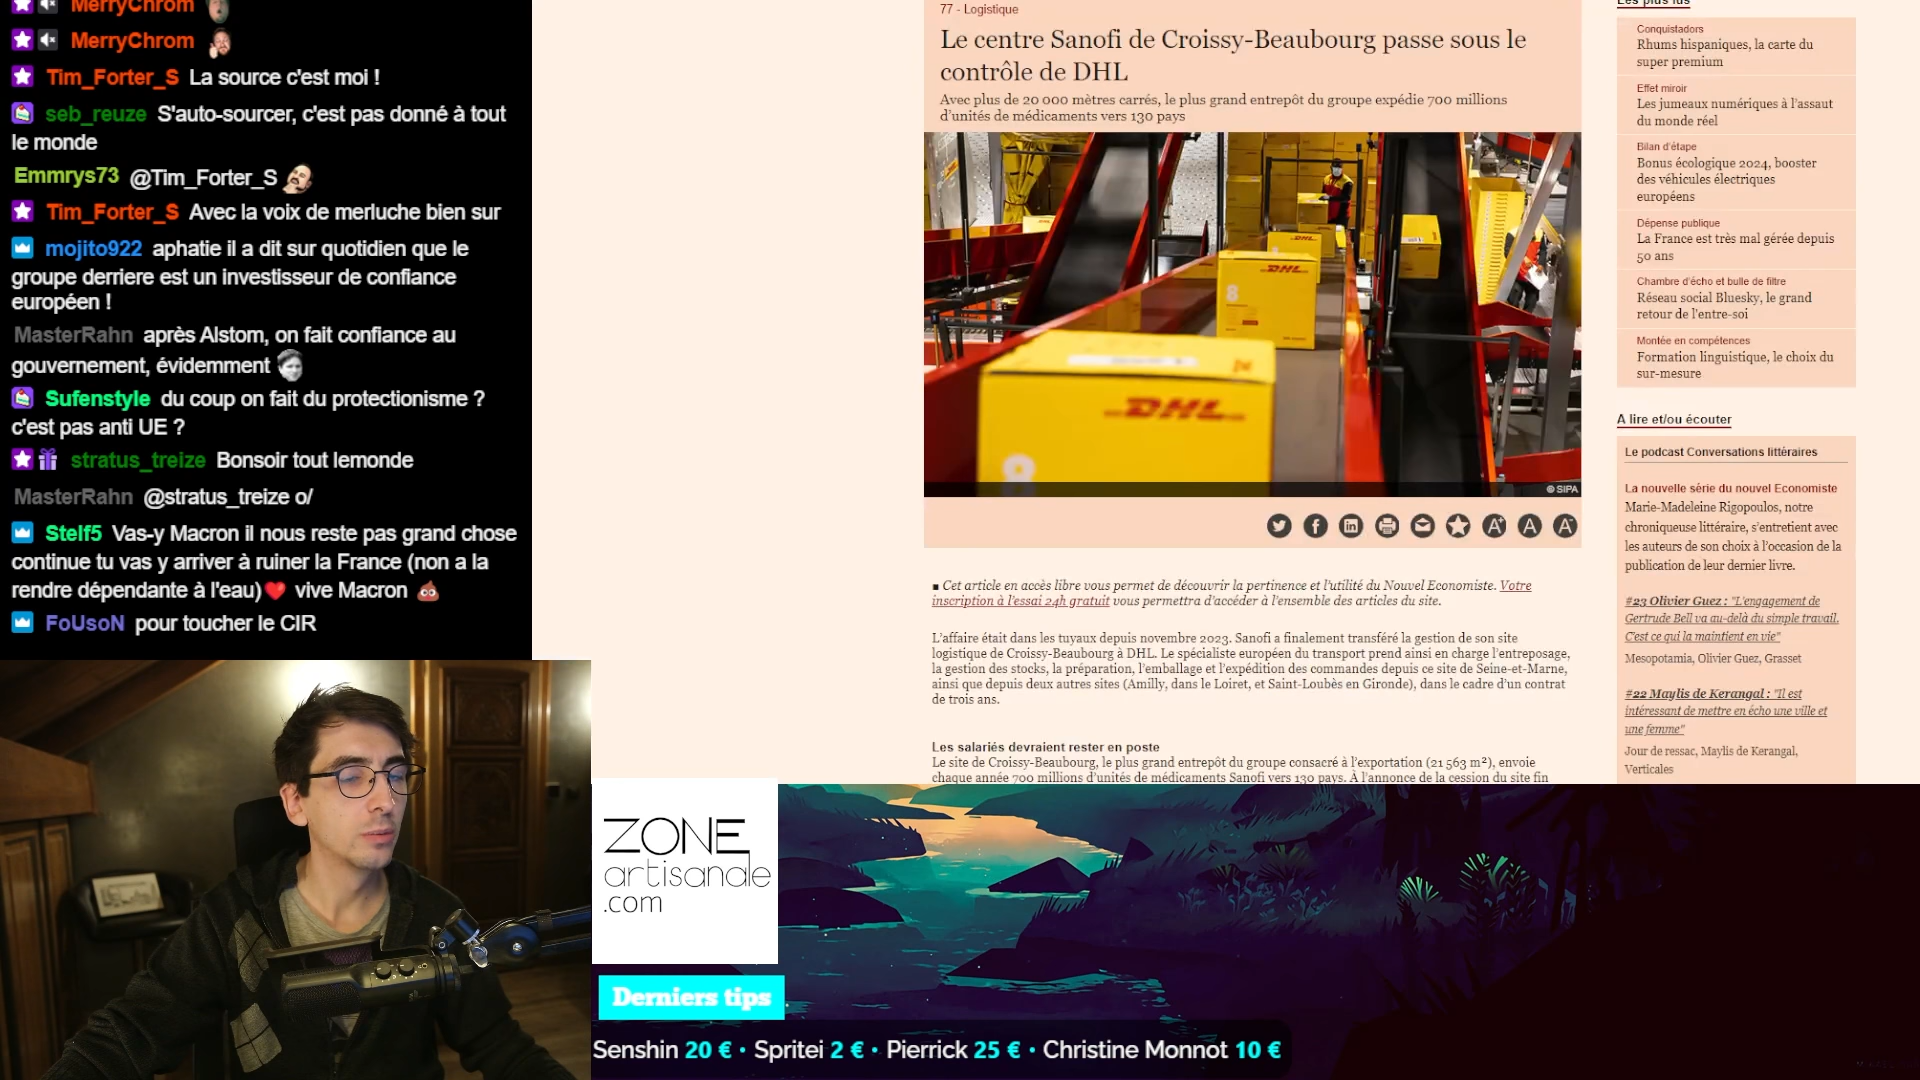 MerryChrom
MerryChrom
Tim_Forter_S La source c'est moi !
seb_reuze S'auto-sourcer, c'est pas donné à tout
le monde
Emmrys73 @Tim_Forter_S
Tim_Forter_S Avec la voix de merluche bien sur
mojito922 aphatie il a dit sur quotidien que le
groupe derriere est un investisseur de confiance
européen !
MasterRahn après Alstom, on fait confiance au
gouvernement, évidemment
Sufenstyle du coup on fait du protectionisme ?
c'est pas anti UE ?
stratus_treize Bonsoir tout lemonde
MasterRahn @stratus_treize o/
Stelf5 Vas-y Macron il nous reste pas grand chose
continue tu vas y arriver à ruiner la France (non a la
rendre dépendante à l'eau)❤️ vive Macron 💩
FoUsoN pour toucher le CIR
77 - Logistique
Le centre Sanofi de Croissy-Beaubourg passe sous le
contrôle de DHL
Avec plus de 20 000 mètres carrés, le plus grand entrepôt du groupe expédie 700 millions
d'unités de médicaments vers 130 pays
DHL
DHL
DHL
8
8
© SIPA
A+
A
A-
■ Cet article en accès libre vous permet de découvrir la pertinence et l'utilité du Nouvel Economiste. Votre
inscription à l'essai 24h gratuit vous permettra d'accéder à l'ensemble des articles du site.
L'affaire était dans les tuyaux depuis novembre 2023. Sanofi a finalement transféré la gestion de son site
logistique de Croissy-Beaubourg à DHL. Le spécialiste européen du transport prend ainsi en charge l'entreposage,
la gestion des stocks, la préparation, l'emballage et l'expédition des commandes depuis ce site de Seine-et-Marne,
ainsi que depuis deux autres sites (Amilly, dans le Loiret, et Saint-Loubès en Gironde), dans le cadre d'un contrat
de trois ans.
Les salariés devraient rester en poste
Le site de Croissy-Beaubourg, le plus grand entrepôt du groupe consacré à l'exportation (21 563 m²), envoie
chaque année 700 millions d'unités de médicaments Sanofi vers 130 pays. À l'annonce de la cession du site fin
Les plus lus
Conquistadors
Rhums hispaniques, la carte du
super premium
Effet miroir
Les jumeaux numériques à l'assaut
du monde réel
Bilan d'étape
Bonus écologique 2024, booster
des véhicules électriques
européens
Dépense publique
La France est très mal gérée depuis
50 ans
Chambre d'écho et bulle de filtre
Réseau social Bluesky, le grand
retour de l'entre-soi
Montée en compétences
Formation linguistique, le choix du
sur-mesure
A lire et/ou écouter
Le podcast Conversations littéraires
La nouvelle série du nouvel Economiste
Marie-Madeleine Rigopoulos, notre
chroniqueuse littéraire, s'entretient avec
les auteurs de son choix à l'occasion de la
publication de leur dernier livre.
#23 Olivier Guez : "L'engagement de
Gertrude Bell va au-delà du simple travail.
C'est ce qui la maintient en vie"
Mesopotamia, Olivier Guez, Grasset
#22 Maylis de Kerangal : "Il est
intéressant de mettre en écho une ville et
une femme"
Jour de ressac, Maylis de Kerangal,
Verticales
ZONE
artisanale
.com
Derniers tips
Senshin 20 € • Spritei 2 € • Pierrick 25 € • Christine Monnot 10 €